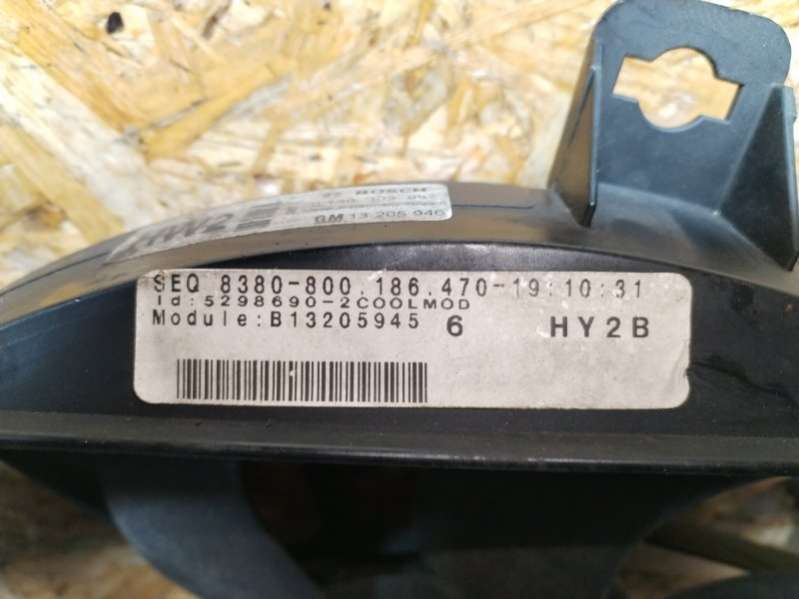 BOSCH
GM 13 205 946
SEQ 8380-800.186.470-19:10:31
Id:5298690-2COOLMOD
Module:B13205945 6 HY2B